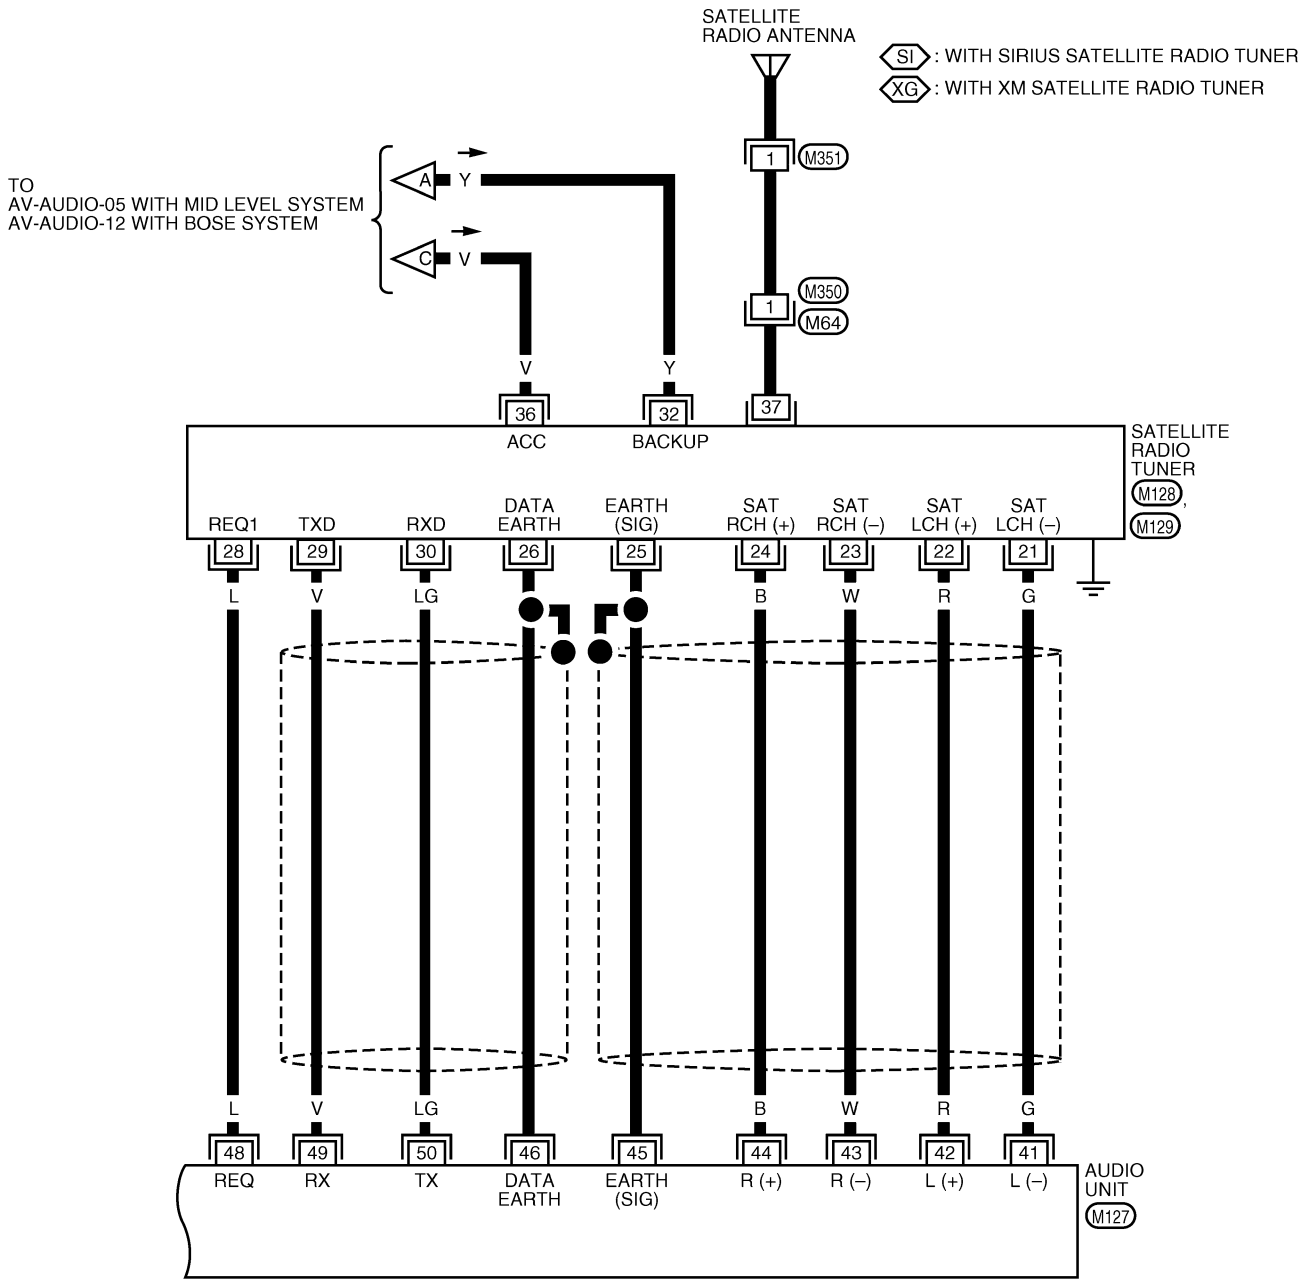 SATELLITE
RADIO ANTENNA
SI : WITH SIRIUS SATELLITE RADIO TUNER
XG : WITH XM SATELLITE RADIO TUNER
1 M351
TO
AV-AUDIO-05 WITH MID LEVEL SYSTEM
AV-AUDIO-12 WITH BOSE SYSTEM
A Y
C V
1 M350
M64
V Y
36 32 37
ACC BACKUP
SATELLITE
RADIO
TUNER
M128 ,
M129
DATA EARTH SAT SAT SAT SAT
REQ1 TXD RXD EARTH (SIG) RCH (+) RCH (–) LCH (+) LCH (–)
28 29 30 26 25 24 23 22 21
L V LG B W R G
L V LG B W R G
48 49 50 46 45 44 43 42 41
REQ RX TX DATA EARTH R (+) R (–) L (+) L (–)
EARTH (SIG)
AUDIO
UNIT
M127